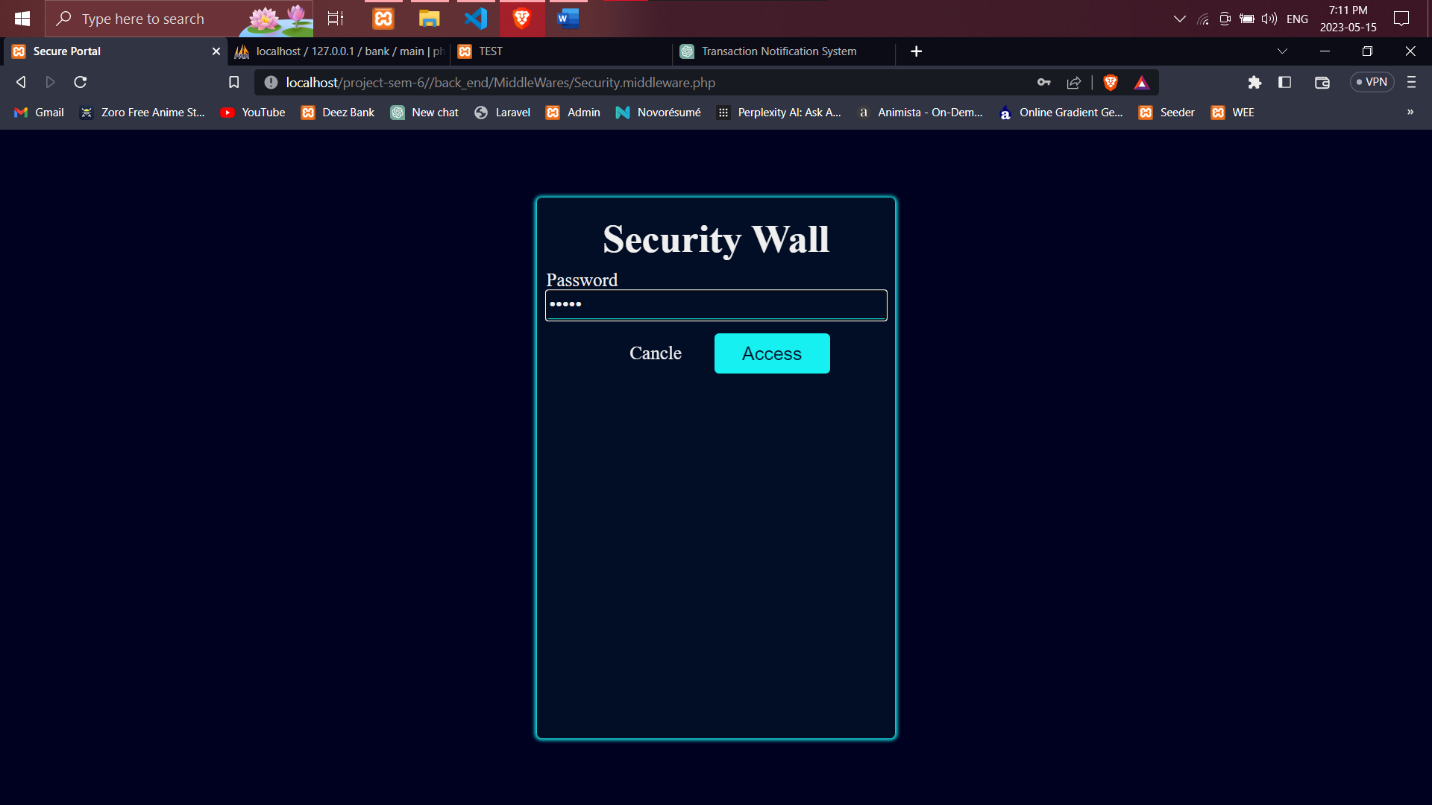 Type here to search
ENG
7:11 PM
2023-05-15
Secure Portal
localhost / 127.0.0.1 / bank / main | ph
TEST
Transaction Notification System
localhost/project-sem-6//back_end/MiddleWares/Security.middleware.php
VPN
Gmail
Zoro Free Anime St...
YouTube
Deez Bank
New chat
Laravel
Admin
Novorésumé
Perplexity AI: Ask A...
Animista - On-Dem...
Online Gradient Ge...
Seeder
WEE
Security Wall
Password
•••••
Cancle
Access